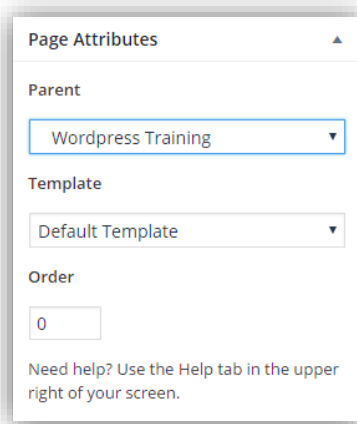 Page Attributes
Parent
Wordpress Training
Template
Default Template
Order
0
Need help? Use the Help tab in the upper
right of your screen.